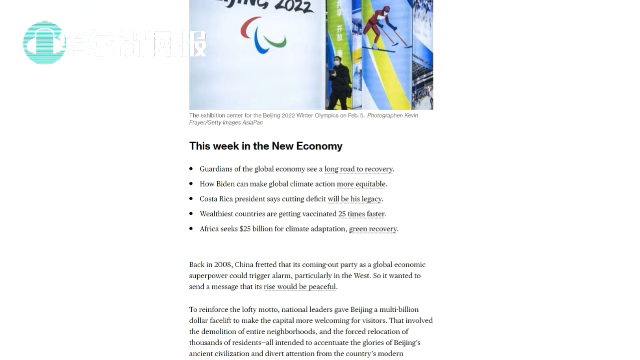 BEIJING 2022
The exhibition center for the Beijing 2022 Winter Olympics on Feb 5. Photographer: Kevin
Frayer/Getty Images AsiaPac
This week in the New Economy
Guardians of the global economy see a long road to recovery.
How Biden can make global climate action more equitable.
Costa Rica president says cutting deficit will be his legacy.
Wealthiest countries are getting vaccinated 25 times faster.
Africa seeks $25 billion for climate adaptation, green recovery.
Back in 2008, China fretted that its coming-out party as a global economic
superpower could trigger alarm, particularly in the West. So it wanted to
send a message that its rise would be peaceful.
To reinforce the lofty motto, national leaders gave Beijing a multi-billion
dollar facelift to make the capital more welcoming for visitors. That involved
the demolition of entire neighborhoods, and the forced relocation of
thousands of residents—all intended to accentuate the glories of Beijing's
ancient civilization and divert attention from the country's modern